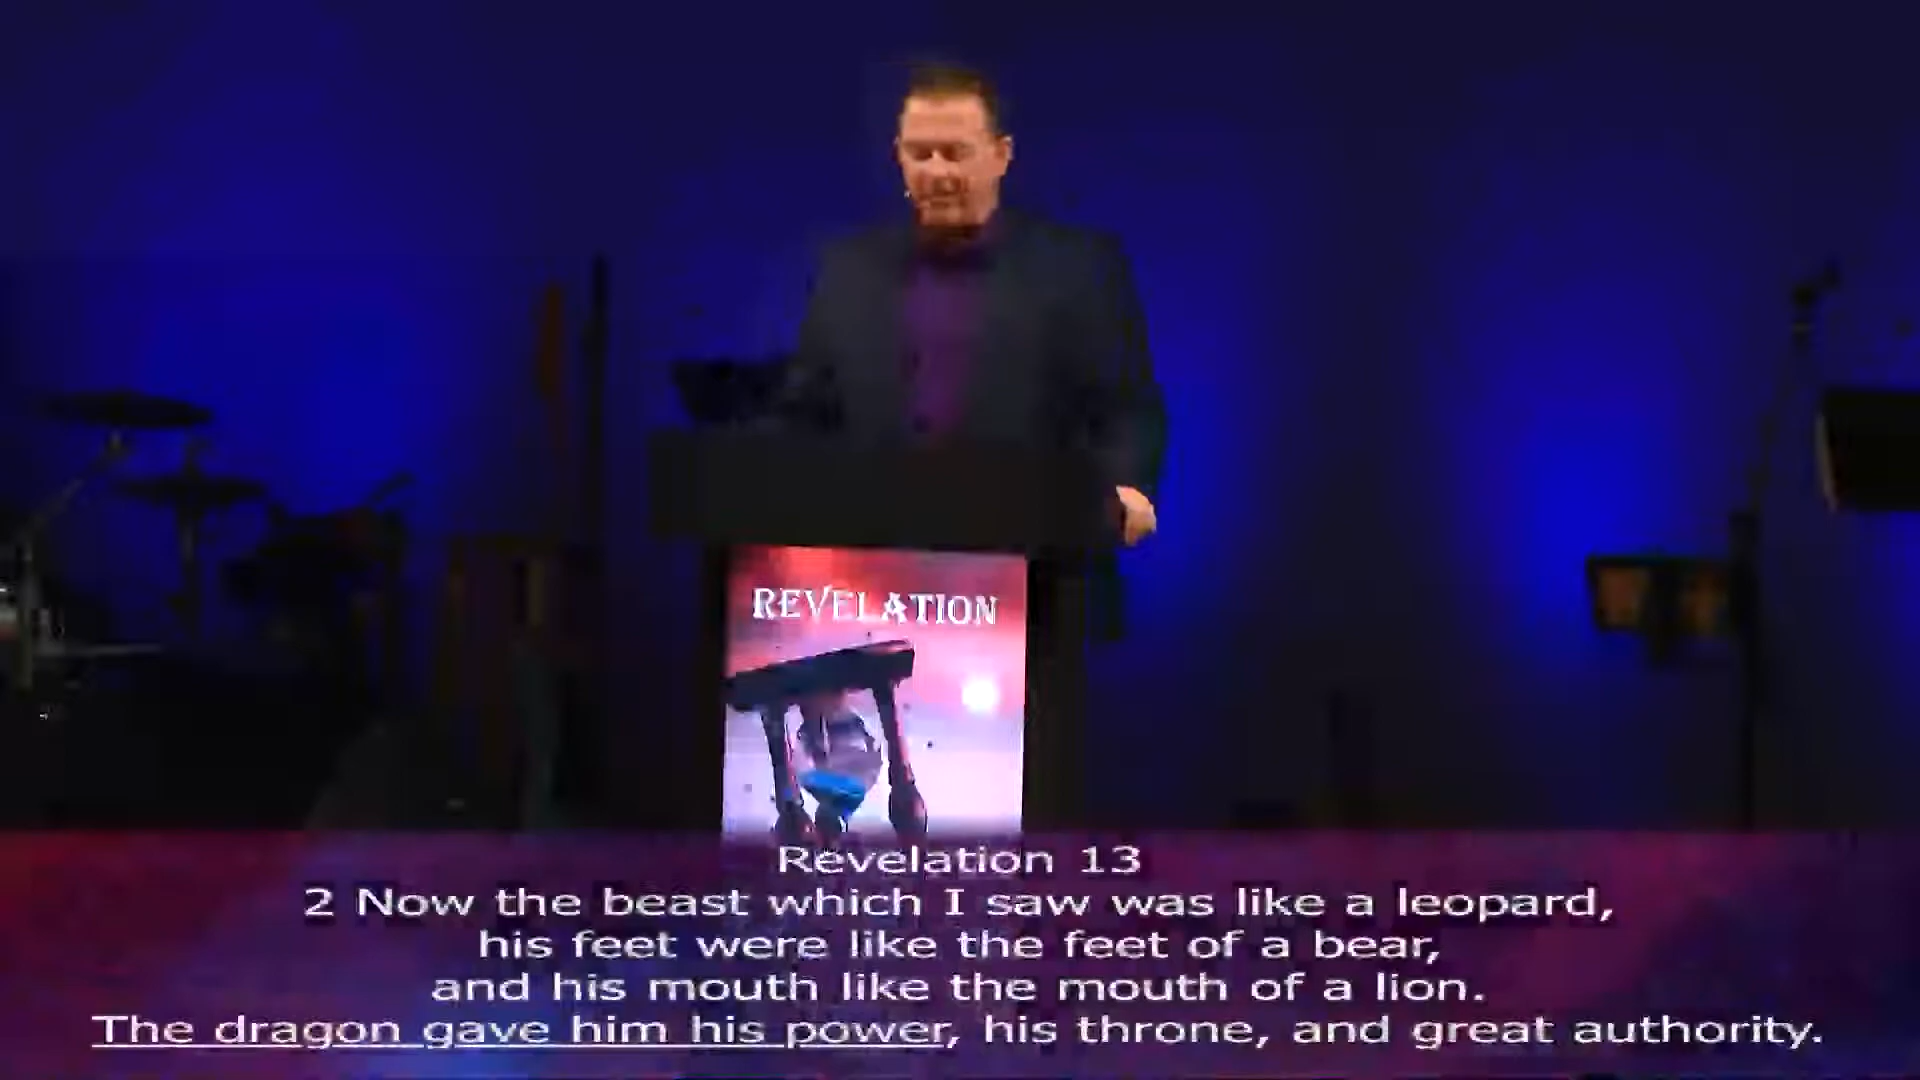 REVELATION
Revelation 13
2 Now the beast which I saw was like a leopard,
his feet were like the feet of a bear,
and his mouth like the mouth of a lion.
The dragon gave him his power, his throne, and great authority.